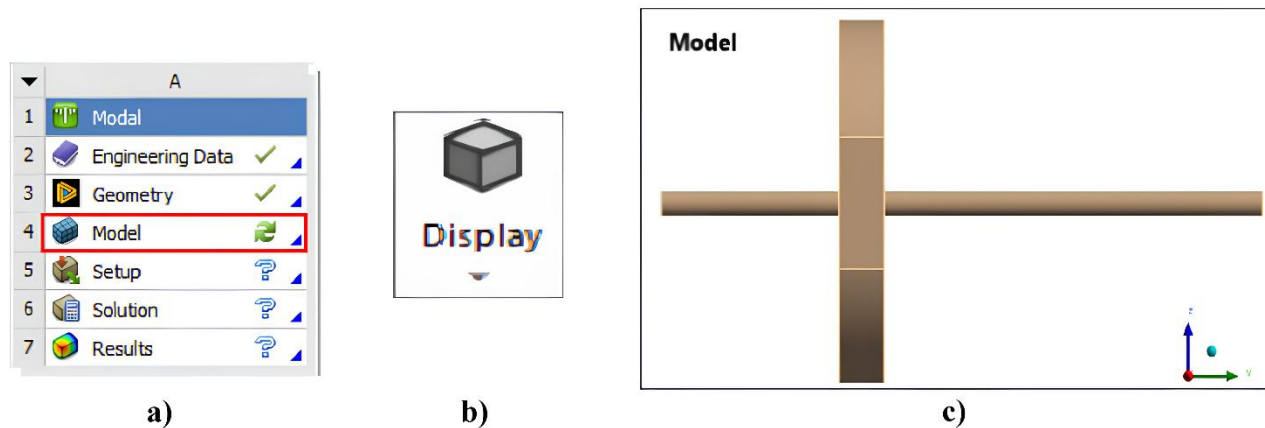 A
1 Modal
2 Engineering Data
3 Geometry
4 Model
5 Setup ?
6 Solution ?
7 Results ?
a)
Display
b)
Model
z
Y
c)